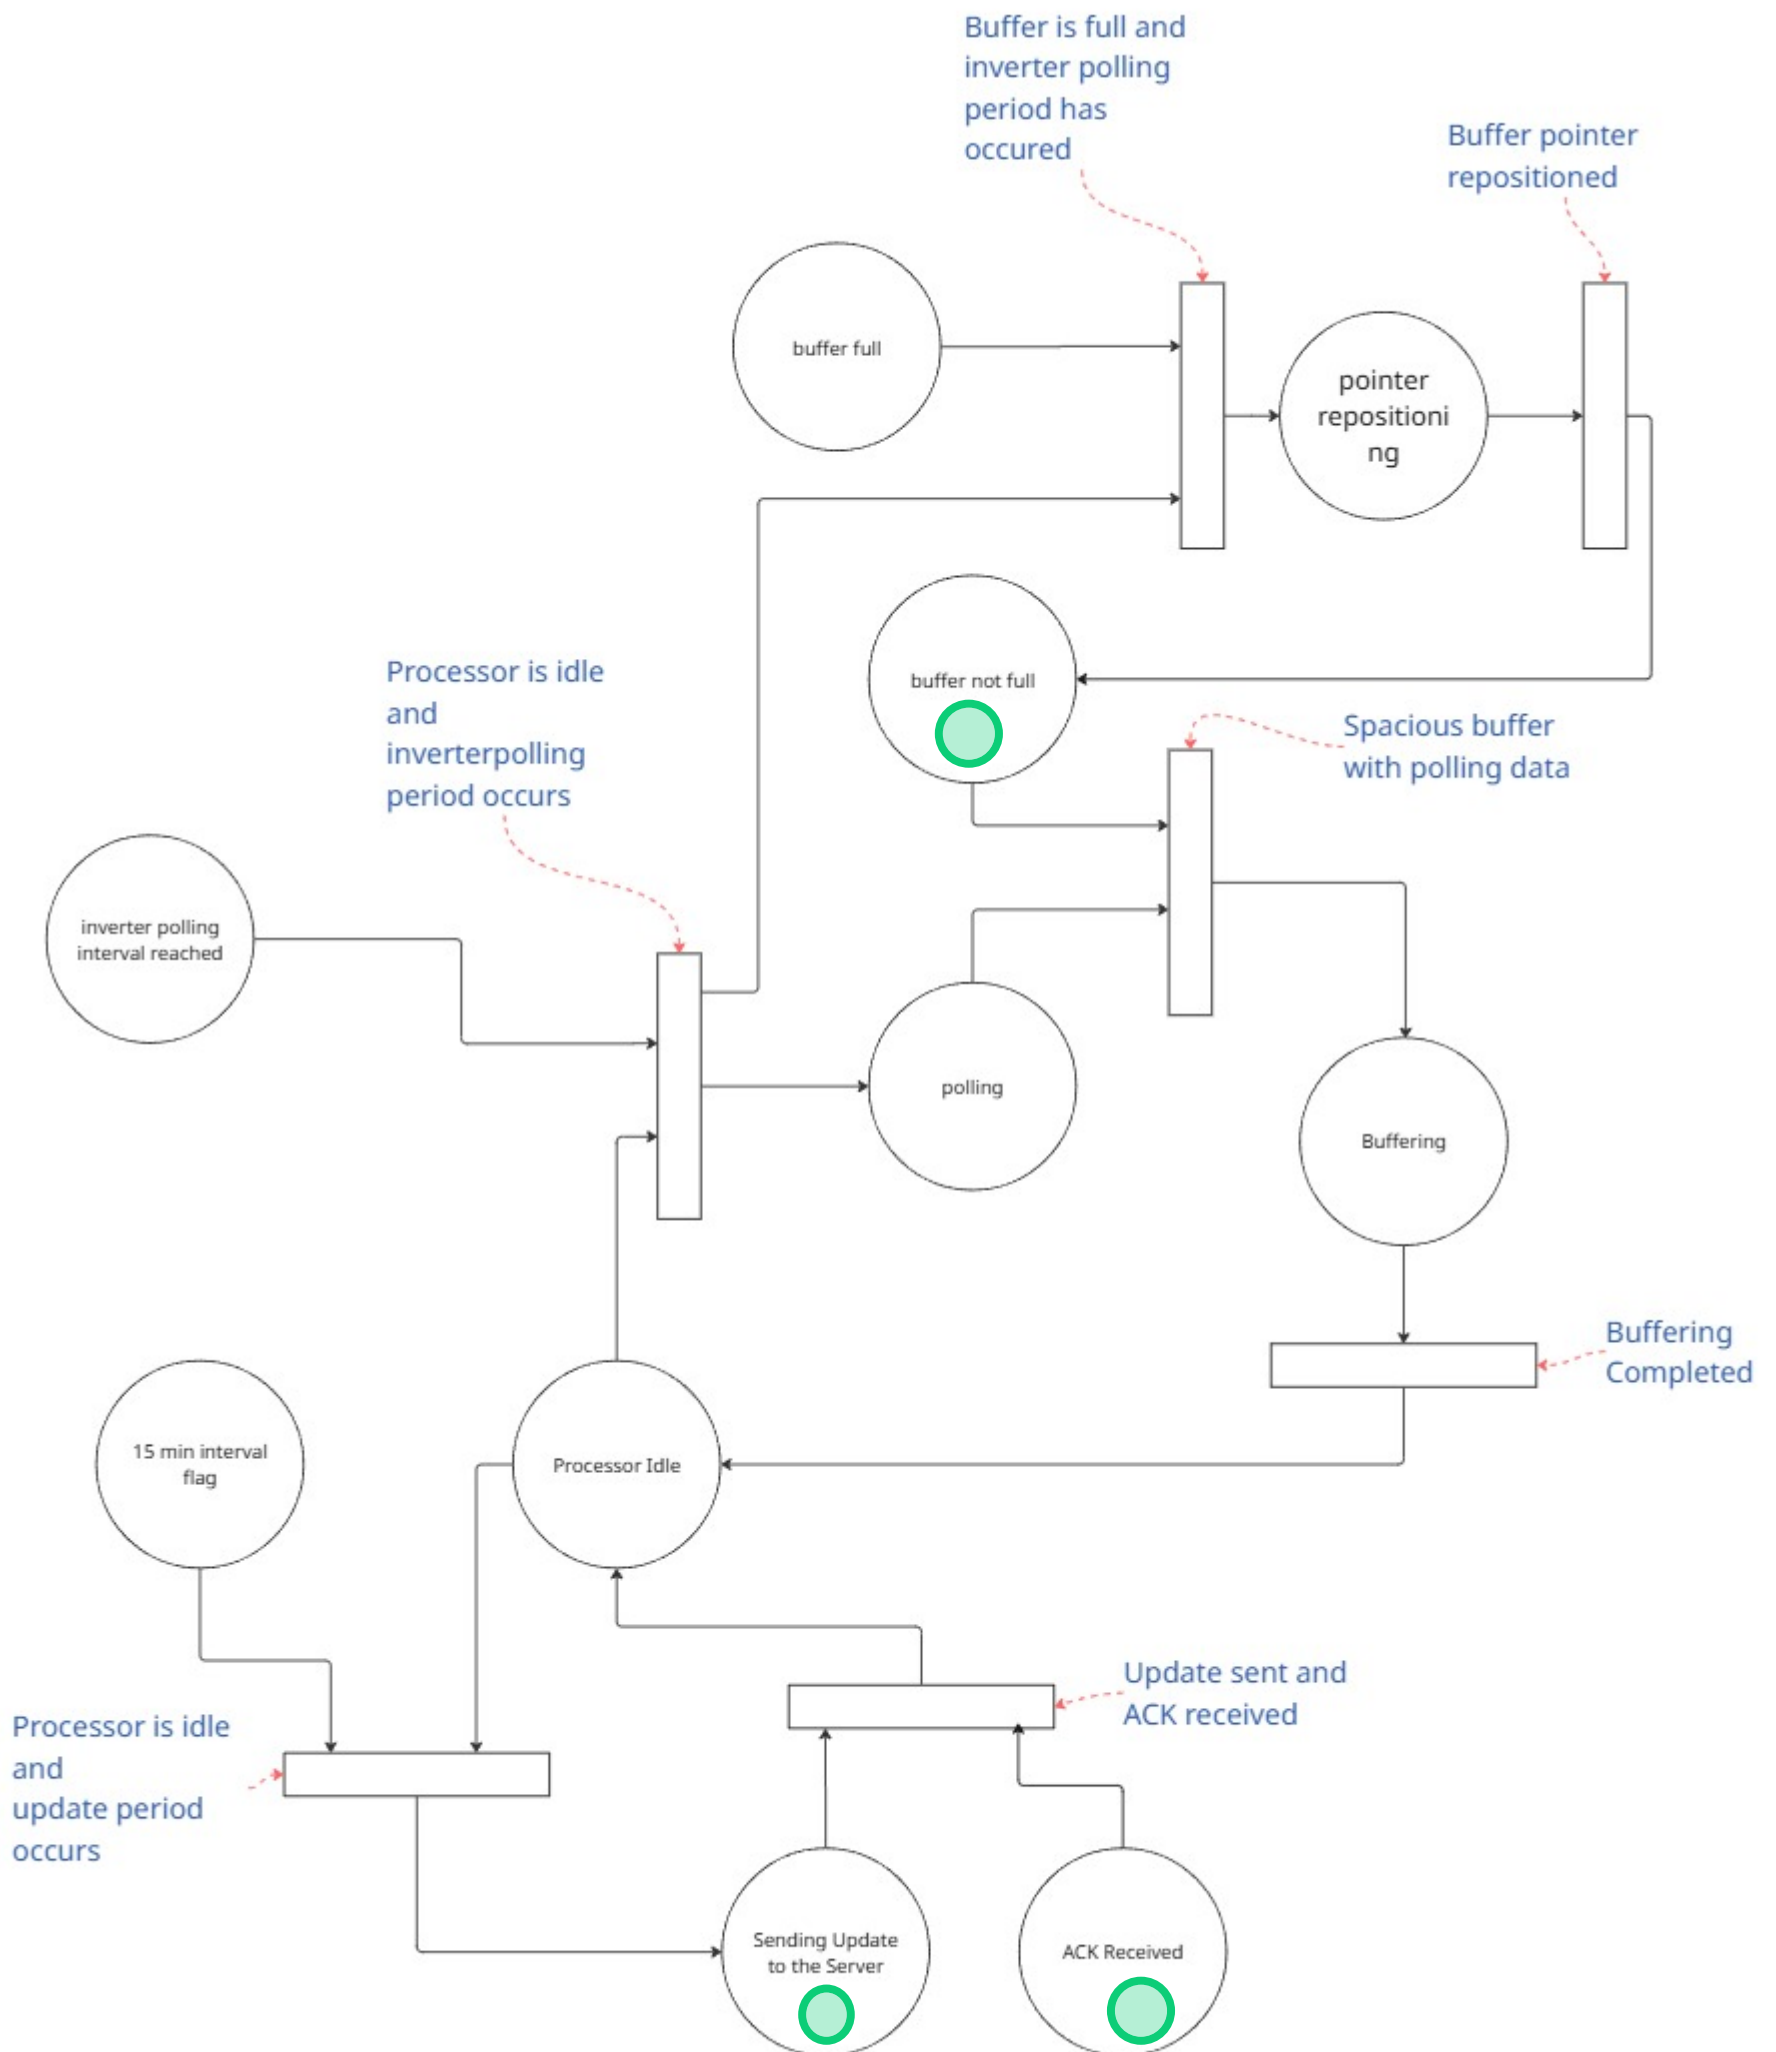 Buffer is full and
inverter polling
period has
occured
Buffer pointer
repositioned
buffer full
pointer
repositioni
ng
Processor is idle
and
inverterpolling
period occurs
buffer not full
Spacious buffer
with polling data
inverter polling
interval reached
polling
Buffering
Buffering
Completed
15 min interval
flag
Processor Idle
Update sent and
ACK received
Processor is idle
and
update period
occurs
Sending Update
to the Server
ACK Received